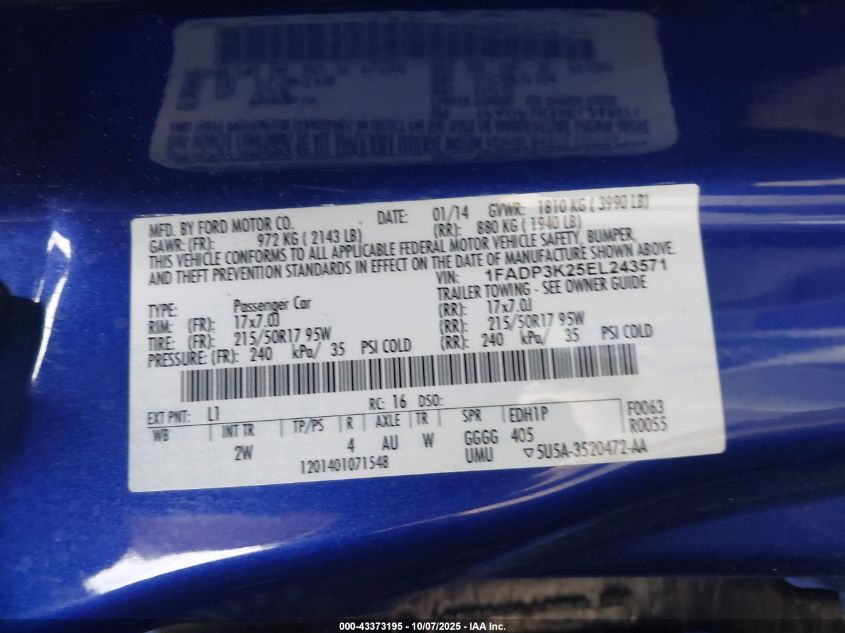 MFD. BY FORD MOTOR CO. DATE: 01/14 GVWR: 1810 KG ( 3990 LB)
GAWR: (FR): 972 KG ( 2143 LB) (RR): 880 KG ( 1940 LB)
THIS VEHICLE CONFORMS TO ALL APPLICABLE FEDERAL MOTOR VEHICLE SAFETY, BUMPER,
AND THEFT PREVENTION STANDARDS IN EFFECT ON THE DATE OF MANUFACTURE SHOWN ABOVE.
VIN: 1FADP3K25EL243571
TYPE: Passenger Car TRAILER TOWING - SEE OWNER GUIDE
RIM: (FR): 17x7.0J (RR): 17x7.0J
TIRE: (FR): 215/50R17 95W (RR): 215/50R17 95W
PRESSURE: (FR): 240 kPa/ 35 PSI COLD (RR): 240 kPa/ 35 PSI COLD
EXT PNT: L1 RC: 16 DSO: F0063
WB INT TR TP/PS R AXLE TR SPR EDH1P R0055
2W 4 AU W GGGG 405
1201401071548 UMU ▽5U5A-3520472-AA
000-43373195 - 10/07/2025 - IAA Inc.